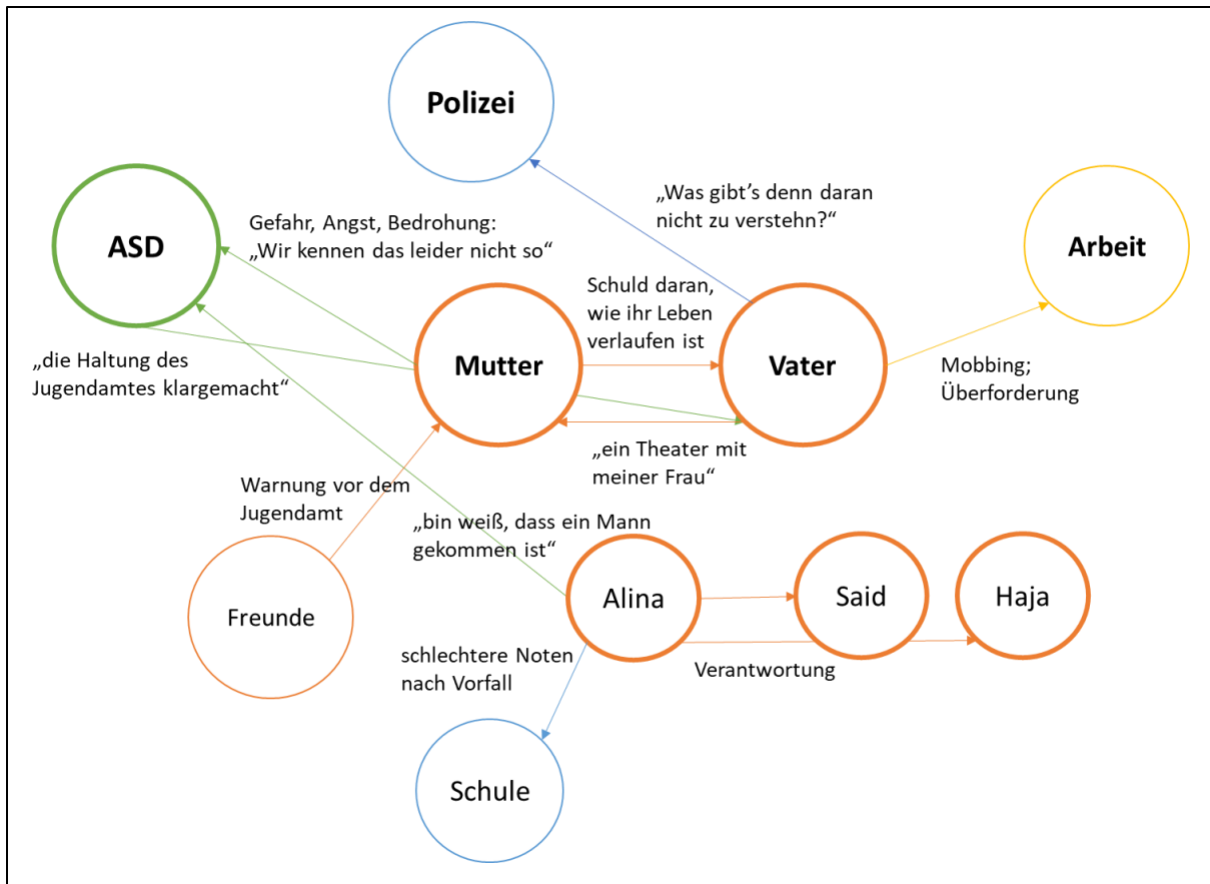 Polizei
„Was gibt's denn daran
nicht zu verstehn?“
ASD
Gefahr, Angst, Bedrohung:
„Wir kennen das leider nicht so“
Arbeit
Schuld daran,
wie ihr Leben
verlaufen ist
Mutter
Vater
„die Haltung des
Jugendamtes klargemacht“
Mobbing;
Überforderung
„ein Theater mit
meiner Frau“
Warnung vor dem
Jugendamt
„bin weiß, dass ein Mann
gekommen ist“
Freunde
Alina
Said
Haja
schlechtere Noten
nach Vorfall
Verantwortung
Schule